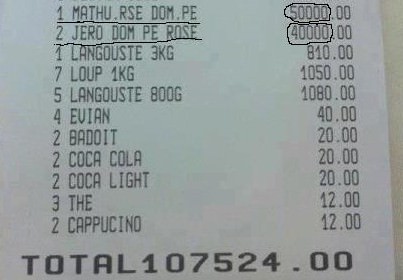 1 MATHU.RSE DOM.PE 50000.00
2 JERO DOM PE ROSE 40000.00
1 LANGOUSTE 3KG 810.00
7 LOUP 1KG 1050.00
5 LANGOUSTE 800G 1080.00
4 EVIAN 40.00
2 BADOIT 20.00
2 COCA COLA 20.00
2 COCA LIGHT 20.00
3 THE 12.00
2 CAPPUCINO 12.00
TOTAL107524.00